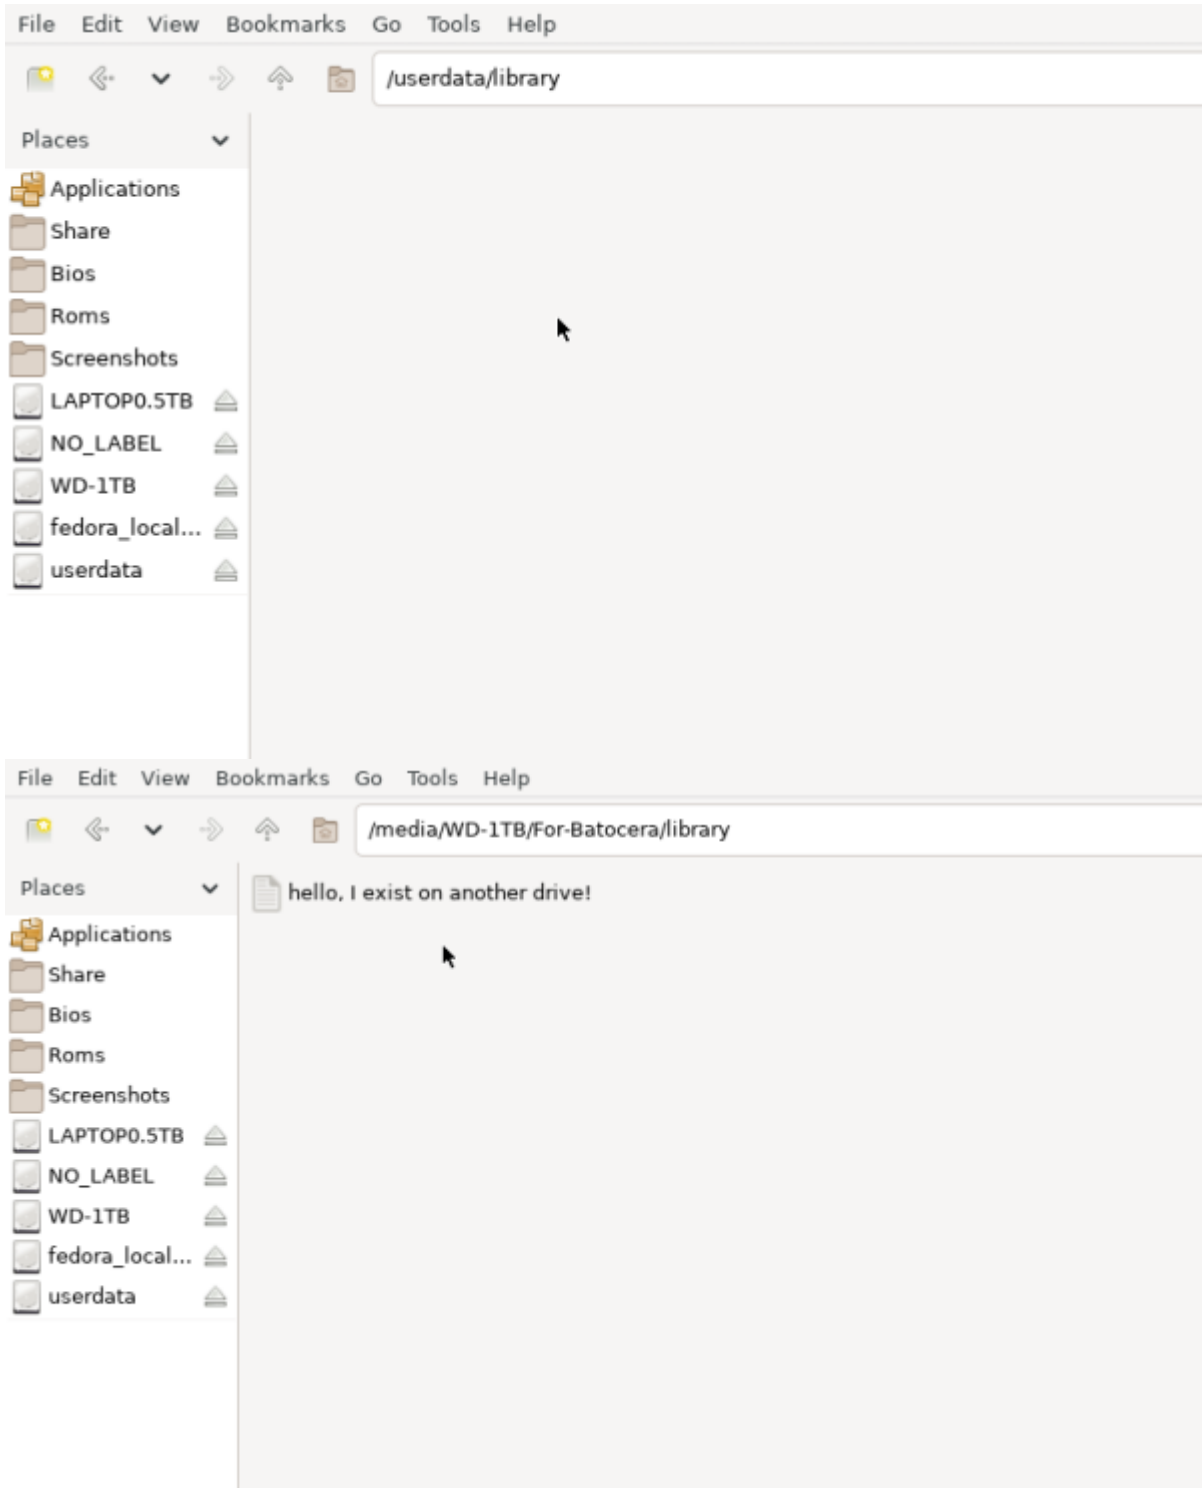 File Edit View Bookmarks Go Tools Help
/userdata/library
Places
Applications
Share
Bios
Roms
Screenshots
LAPTOP0.5TB
NO_LABEL
WD-1TB
fedora_local...
userdata
File Edit View Bookmarks Go Tools Help
/media/WD-1TB/For-Batocera/library
Places
hello, I exist on another drive!
Applications
Share
Bios
Roms
Screenshots
LAPTOP0.5TB
NO_LABEL
WD-1TB
fedora_local...
userdata